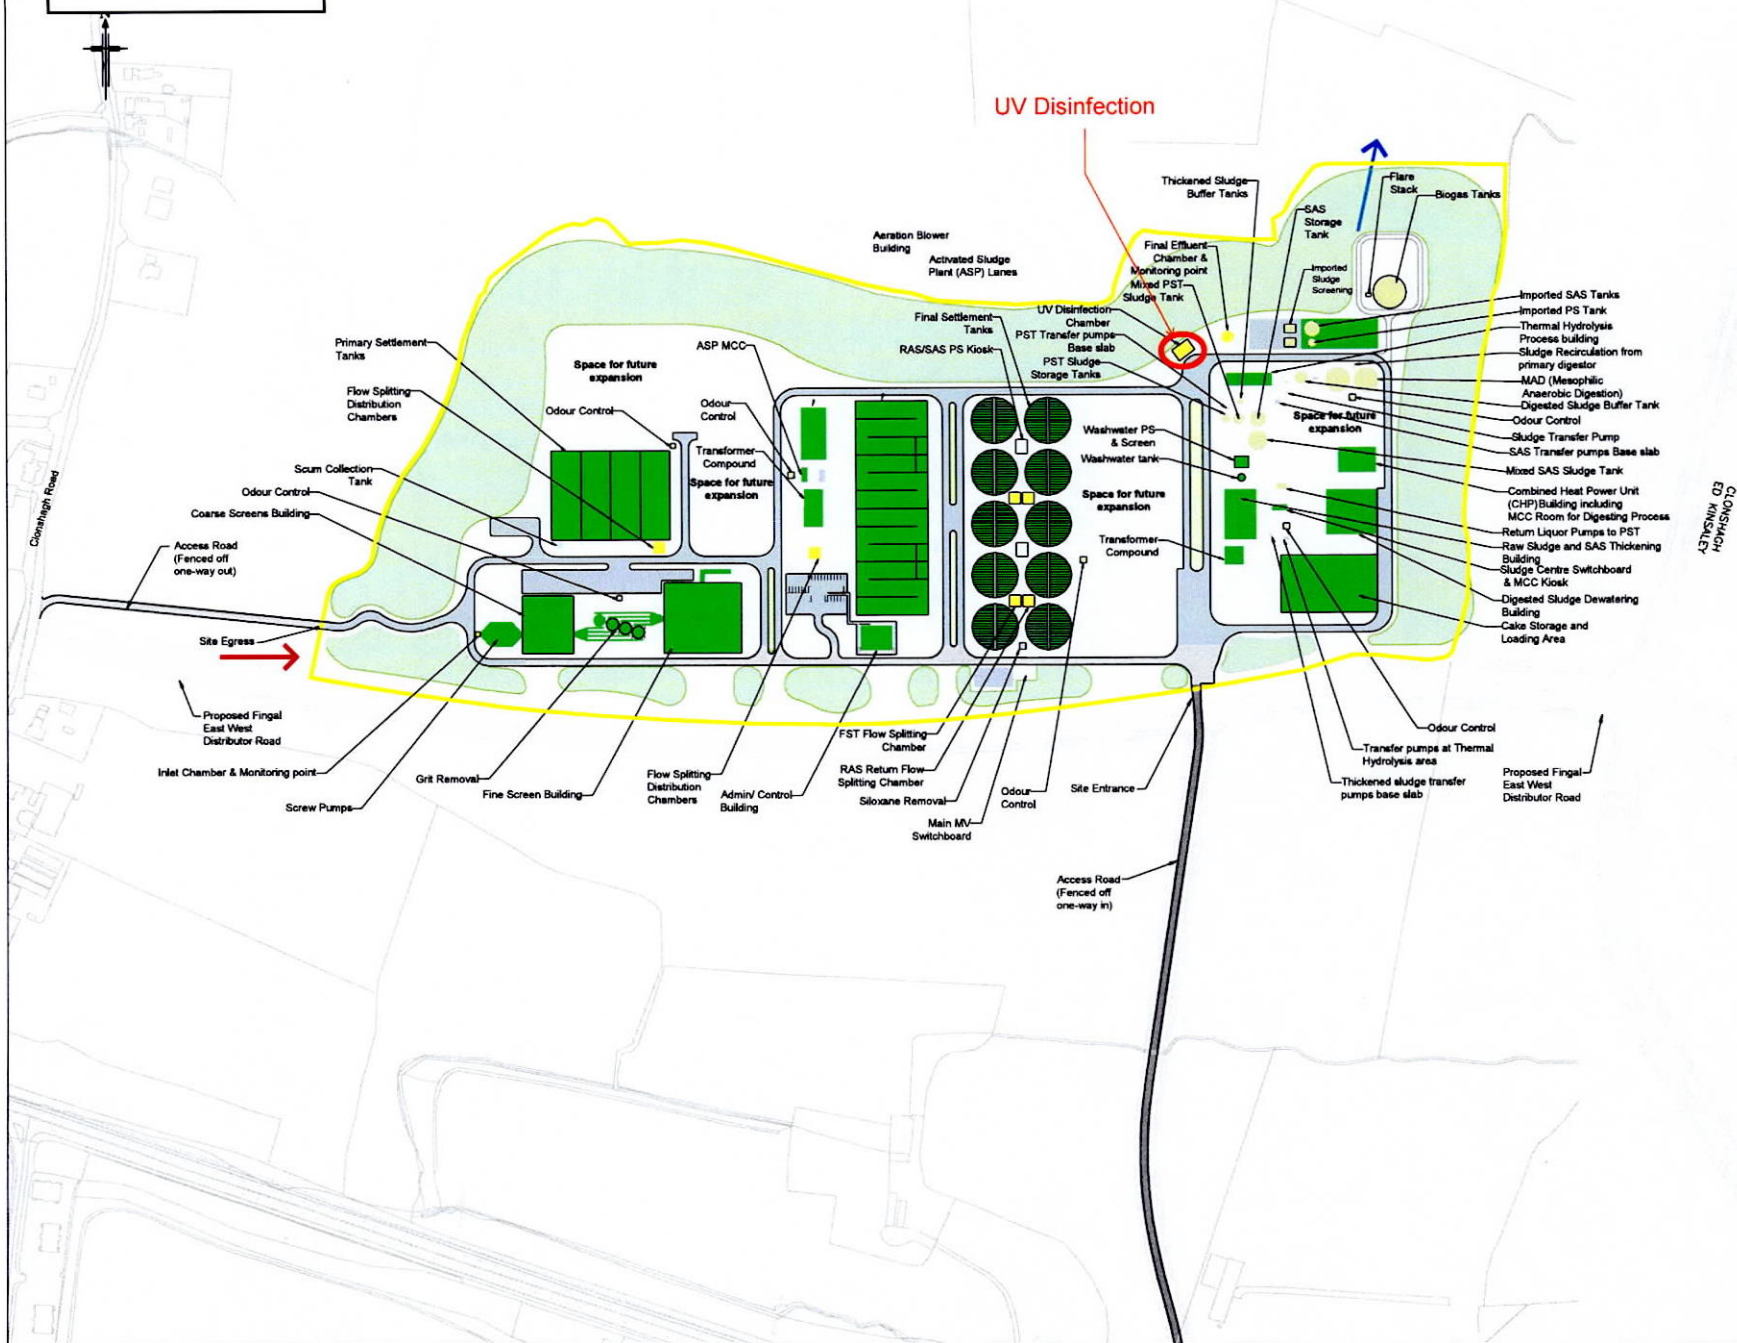 N
UV Disinfection
Thickened Sludge
Buffer Tanks
Flare
Stack
Biogas Tanks
SAS
Storage
Tank
Aeration Blower
Building
Activated Sludge
Plant (ASP) Lanes
Final Effluent
Chamber &
Monitoring point
Mixed PST
Sludge Tank
Imported
Sludge
Screening
UV Disinfection
Chamber
PST Transfer pumps
Base slab
PST Sludge
Storage Tanks
Final Settlement
Tanks
RAS/SAS PS Kiosk
Imported SAS Tanks
Imported PS Tank
Thermal Hydrolysis
Process building
Sludge Recirculation from
primary digestor
MAD (Mesophilic
Anaerobic Digestion)
Digested Sludge Buffer Tank
Odour Control
Sludge Transfer Pump
SAS Transfer pumps Base slab
Mixed SAS Sludge Tank
Combined Heat Power Unit
(CHP)Building including
MCC Room for Digesting Process
Return Liquor Pumps to PST
Raw Sludge and SAS Thickening
Building
Sludge Centre Switchboard
& MCC Kiosk
Digested Sludge Dewatering
Building
Cake Storage and
Loading Area
Primary Settlement
Tanks
Flow Splitting
Distribution
Chambers
Space for future
expansion
Odour Control
ASP MCC
Odour
Control
Transformer
Compound
Space for future
expansion
Scum Collection
Tank
Odour Control
Coarse Screens Building
Access Road
(Fenced off
one-way out)
Clonshagh Road
Site Egress
Washwater PS
& Screen
Washwater tank
Space for future
expansion
Transformer
Compound
Space for future
expansion
CLONSHAGH
ED KINSALEY
Proposed Fingal
East West
Distributor Road
Inlet Chamber & Monitoring point
Screw Pumps
Grit Removal
Fine Screen Building
Flow Splitting
Distribution
Chambers
Admin/ Control
Building
FST Flow Splitting
Chamber
RAS Return Flow
Splitting Chamber
Siloxane Removal
Main MV
Switchboard
Odour
Control
Site Entrance
Odour Control
Transfer pumps at Thermal
Hydrolysis area
Thickened sludge transfer
pumps base slab
Proposed Fingal
East West
Distributor Road
Access Road
(Fenced off
one-way in)